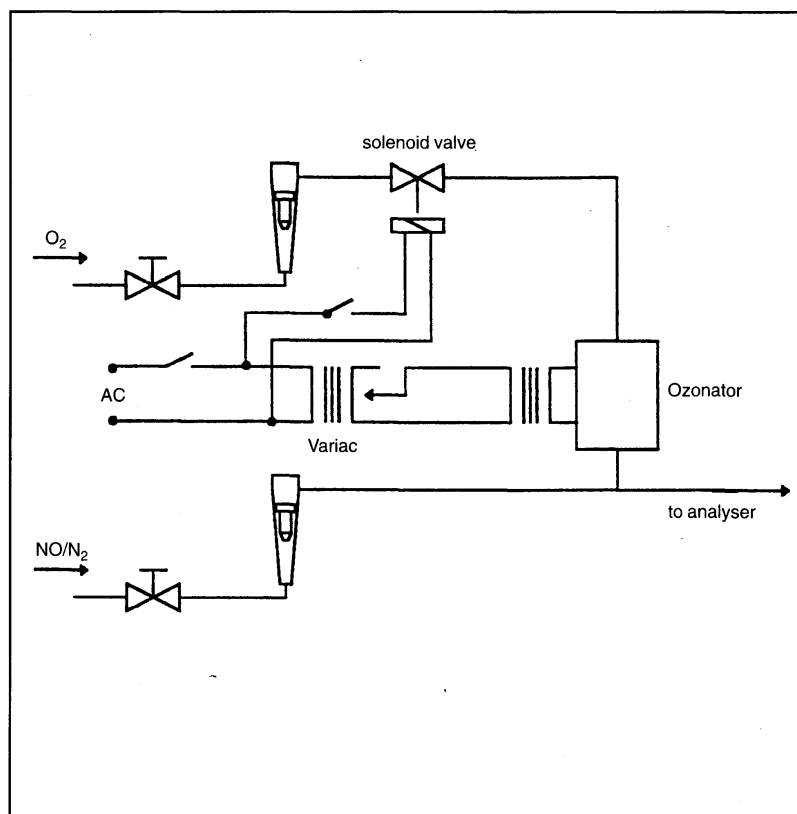 solenoid valve
O₂
AC
Variac
Ozonator
to analyser
NO/N₂